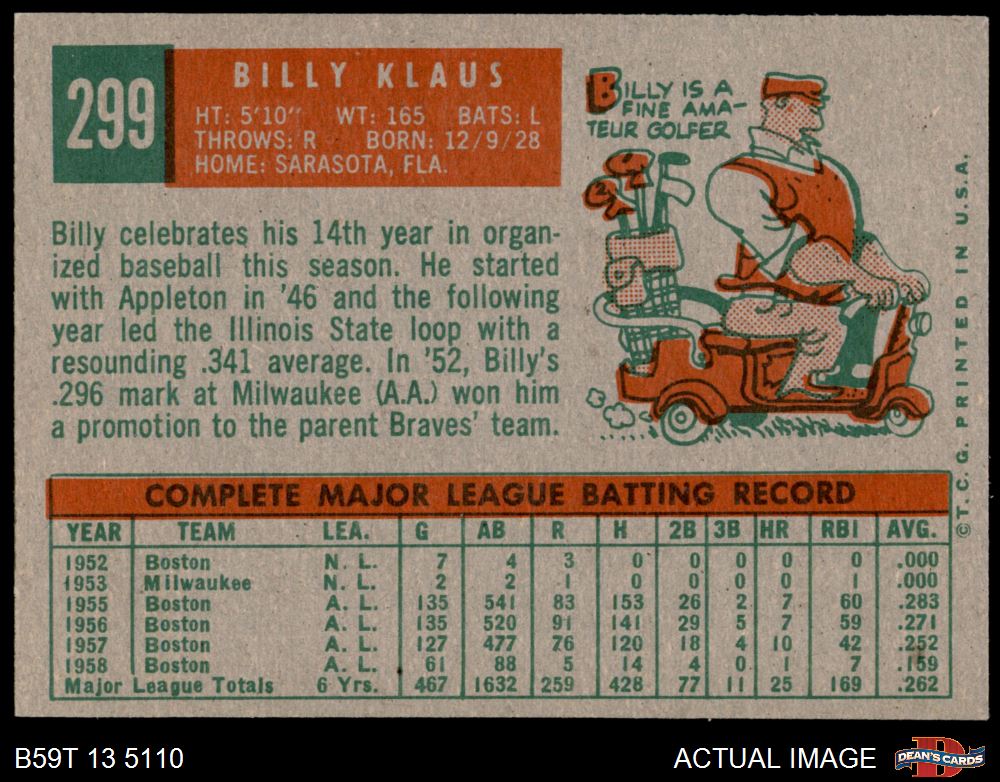 299
BILLY KLAUS
HT: 5'10" WT: 165 BATS: L
THROWS: R BORN: 12/9/28
HOME: SARASOTA, FLA.
BILLY IS A
FINE AMA-
TEUR GOLFER
Billy celebrates his 14th year in organ-
ized baseball this season. He started
with Appleton in '46 and the following
year led the Illinois State loop with a
resounding .341 average. In '52, Billy's
.296 mark at Milwaukee (A.A.) won him
a promotion to the parent Braves' team.
COMPLETE MAJOR LEAGUE BATTING RECORD
YEAR TEAM LEA. G AB R H 2B 3B HR RBI AVG.
1952 Boston N. L. 7 4 3 0 0 0 0 0 .000
1953 Milwaukee N. L. 2 2 1 0 0 0 0 1 .000
1955 Boston A. L. 135 541 83 153 26 2 7 60 .283
1956 Boston A. L. 135 520 91 141 29 5 7 59 .271
1957 Boston A. L. 127 477 76 120 18 4 10 42 .252
1958 Boston A. L. 61 88 5 14 4 0 1 7 .159
Major League Totals 6 Yrs. 467 1632 259 428 77 11 25 169 .262
©T.C.G. PRINTED IN U.S.A.
B59T 13 5110
ACTUAL IMAGE
D
DEAN'S CARDS